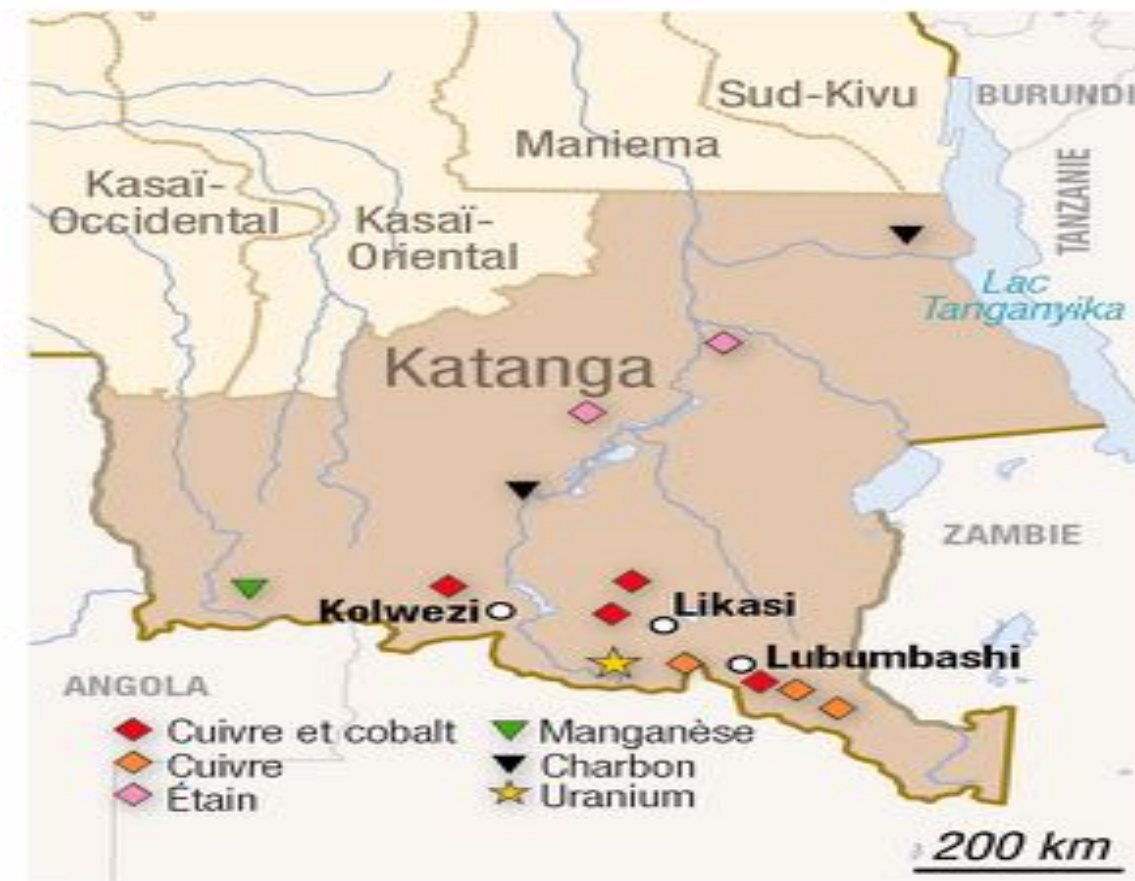 Sud-Kivu
BURUNDI
Maniema
TANZANIE
Kasaï-
Occidental
Kasaï-
Oriental
Lac
Tanganyika
Katanga
ZAMBIE
Kolwezi
Likasi
Lubumbashi
ANGOLA
Cuivre et cobalt
Manganèse
Cuivre
Charbon
Étain
Uranium
200 km